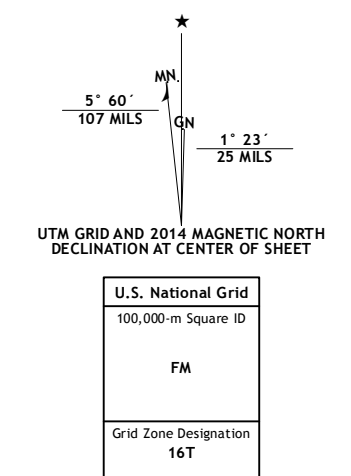 ★
MN
5° 60´
107 MILS
GN
1° 23´
25 MILS
UTM GRID AND 2014 MAGNETIC NORTH
DECLINATION AT CENTER OF SHEET
U.S. National Grid
100,000-m Square ID
FM
Grid Zone Designation
16T